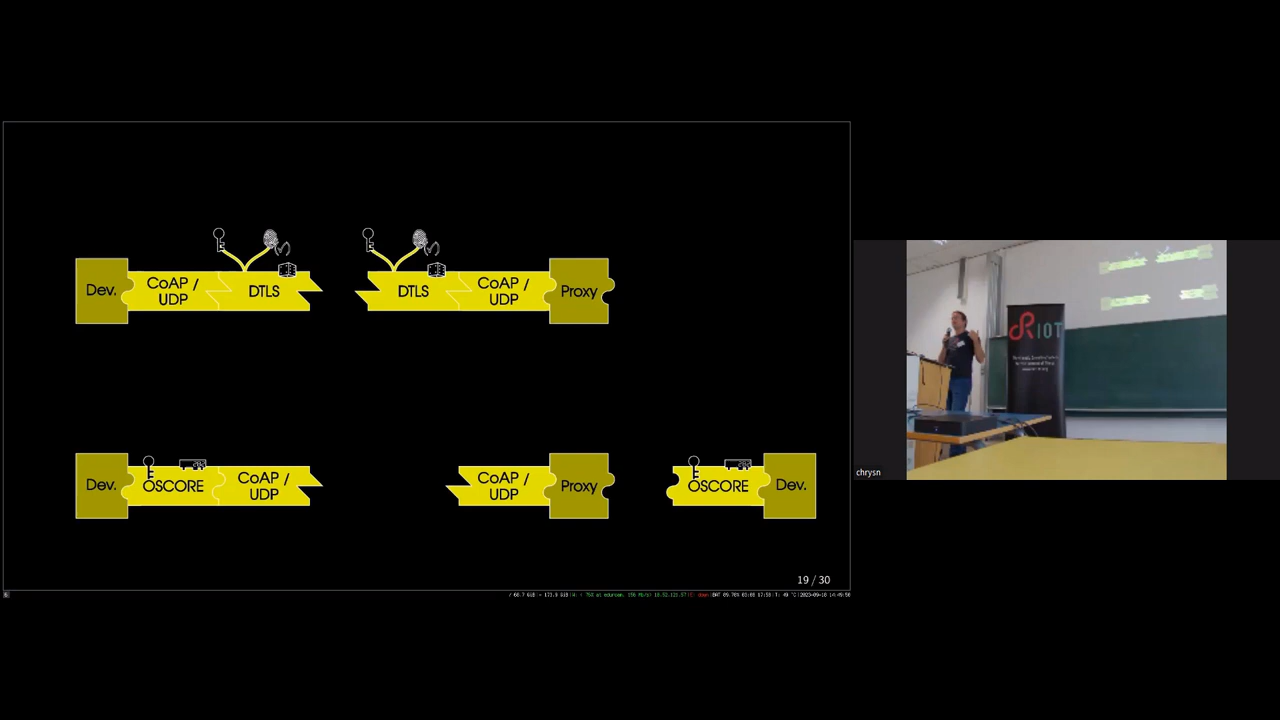 Dev.
CoAP /
UDP
DTLS
DTLS
CoAP /
UDP
Proxy
RIOT
Dev.
OSCORE
CoAP /
UDP
CoAP /
UDP
Proxy
OSCORE
Dev.
chrysn
19 / 30